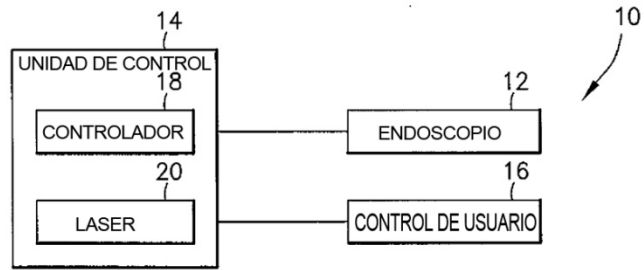 10
14
UNIDAD DE CONTROL
18
CONTROLADOR
12
ENDOSCOPIO
20
LASER
16
CONTROL DE USUARIO